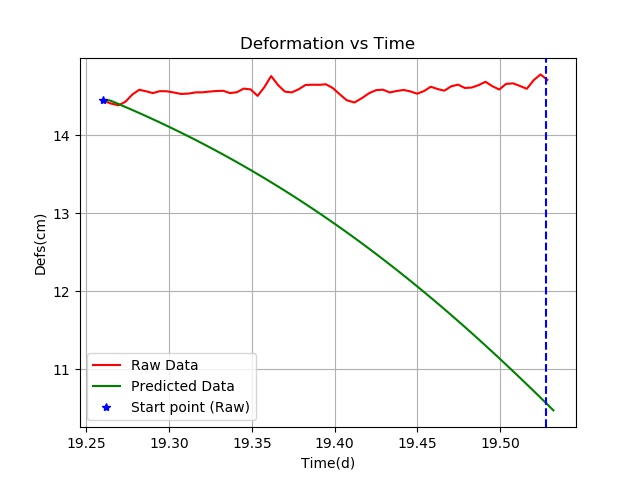 Deformation vs Time
Defs(cm)
14
13
12
11
Raw Data
Predicted Data
Start point (Raw)
19.25 19.30 19.35 19.40 19.45 19.50
Time(d)